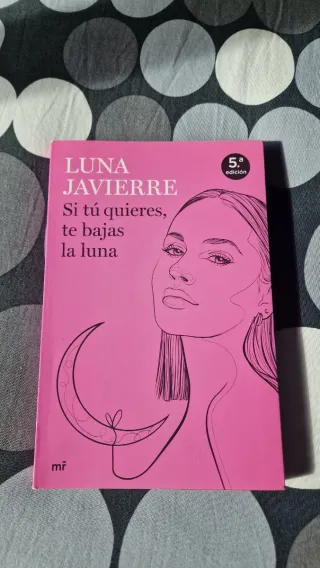 LUNA
JAVIERRE
Si tú quieres,
te bajas
la luna
5.ª
edición
mr